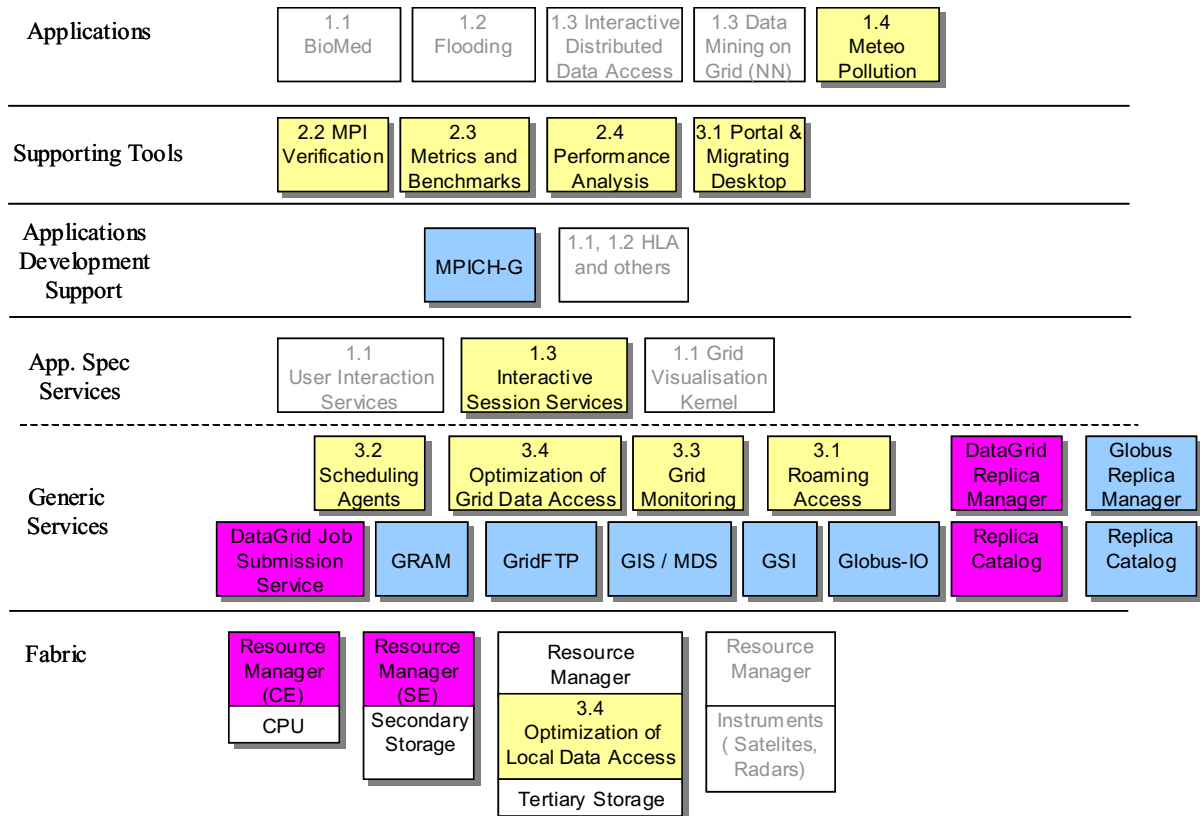 Applications
1.1
BioMed
1.2
Flooding
1.3 Interactive
Distributed
Data Access
1.3 Data
Mining on
Grid (NN)
1.4
Meteo
Pollution
Supporting Tools
2.2 MPI
Verification
2.3
Metrics and
Benchmarks
2.4
Performance
Analysis
3.1 Portal &
Migrating
Desktop
Applications
Development
Support
MPICH-G
1.1, 1.2 HLA
and others
App. Spec
Services
1.1
User Interaction
Services
1.3
Interactive
Session Services
1.1 Grid
Visualisation
Kernel
Generic
Services
3.2
Scheduling
Agents
3.4
Optimization of
Grid Data Access
3.3
Grid
Monitoring
3.1
Roaming
Access
DataGrid
Replica
Manager
Globus
Replica
Manager
DataGrid Job
Submission
Service
GRAM
GridFTP
GIS / MDS
GSI
Globus-IO
Replica
Catalog
Replica
Catalog
Fabric
Resource
Manager
(CE)
CPU
Resource
Manager
(SE)
Secondary
Storage
Resource
Manager
3.4
Optimization of
Local Data Access
Tertiary Storage
Resource
Manager
Instruments
( Satelites,
Radars)